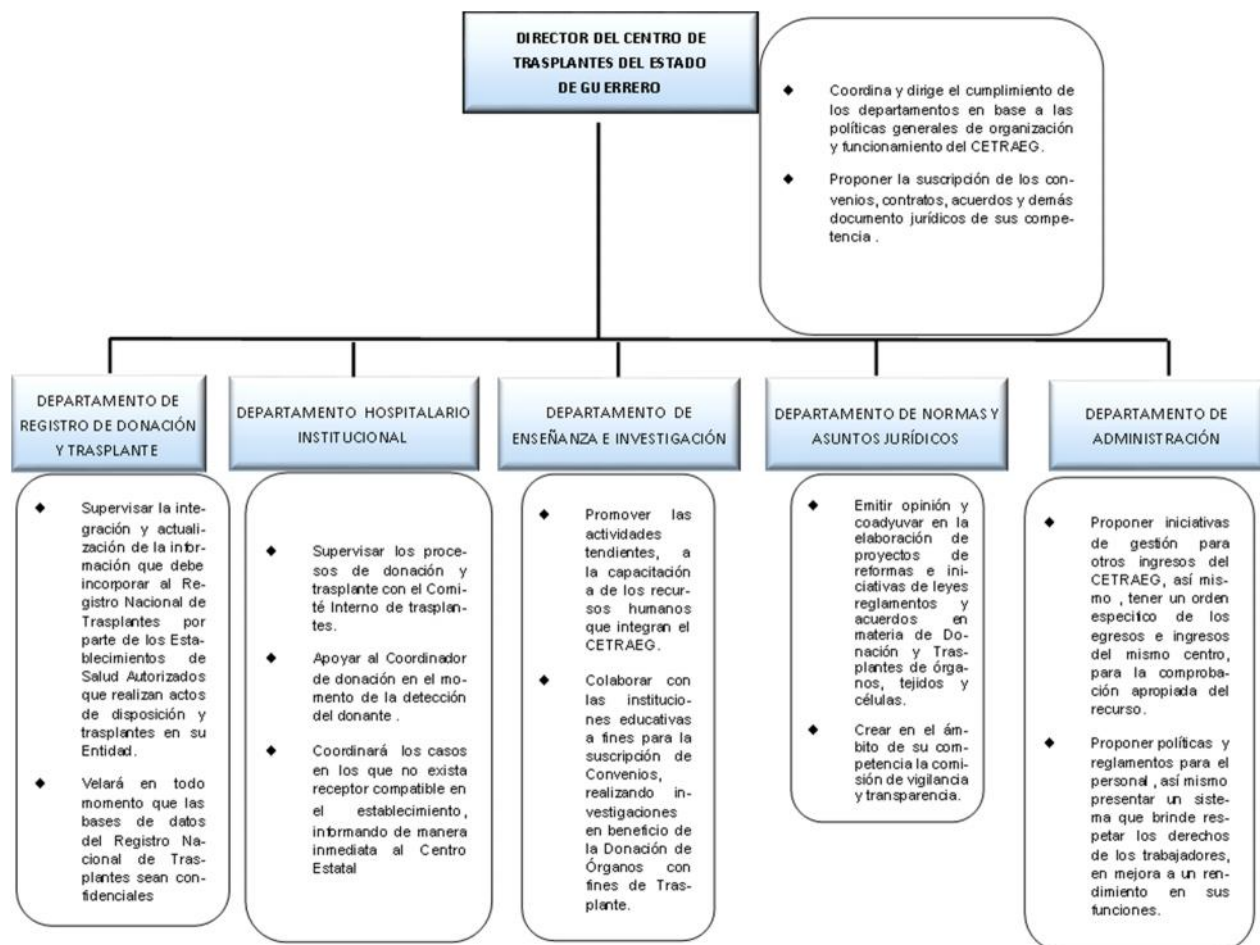 DIRECTOR DEL CENTRO DE
TRASPLANTES DEL ESTADO
DE GUERRERO
Coordina y dirige el cumplimiento de
los departamentos en base a las
políticas generales de organización
y funcionamiento del CETRAEG.
Proponer la suscripción de los con-
venios, contratos, acuerdos y demás
documento jurídicos de sus compe-
tencia .
DEPARTAMENTO DE
REGISTRO DE DONACIÓN
Y TRASPLANTE
Supervisar la inte-
gración y actuali-
zación de la infor-
mación que debe
incorporar al Re-
gistro Nacional de
Trasplantes por
parte de los Esta-
blecimientos de
Salud Autorizados
que realizan actos
de disposición y
trasplantes en su
Entidad.
Velará en todo
momento que las
bases de datos
del Registro Na-
cional de Tras-
plantes sean con-
fidenciales
DEPARTAMENTO HOSPITALARIO
INSTITUCIONAL
Supervisar los proce-
sos de donación y
trasplante con el Comi-
té Interno de trasplan-
tes.
Apoyar al Coordinador
de donación en el mo-
mento de la detección
del donante .
Coordinará los casos
en los que no exista
receptor compatible en
el establecimiento,
informando de manera
inmediata al Centro
Estatal
DEPARTAMENTO DE
ENSEÑANZA E INVESTIGACIÓN
Promover las
actividades
tendientes, a
la capacitación
a de los recur-
sos humanos
que integran el
CETRAEG.
Colaborar con
las institucio-
nes educativas
a fines para la
suscripción de
Convenios,
realizando in-
vestigaciones
en beneficio de
la Donación de
Órganos con
fines de Tras-
plante.
DEPARTAMENTO DE NORMAS Y
ASUNTOS JURÍDICOS
Emitir opinión y
coadyuvar en la
elaboración de
proyectos de
reformas e ini-
ciativas de leyes
reglamentos y
acuerdos en
materia de Do-
nación y Tras-
plantes de órga-
nos, tejidos y
células.
Crear en el ám-
bito de su com-
petencia la comi-
sión de vigilancia
y transparencia.
DEPARTAMENTO DE
ADMINISTRACIÓN
Proponer iniciativas
de gestión para
otros ingresos del
CETRAEG, así mis-
mo , tener un orden
especifico de los
egresos e ingresos
del mismo centro,
para la comproba-
ción apropiada del
recurso.
Proponer políticas y
reglamentos para el
personal , así mismo
presentar un siste-
ma que brinde res-
petar los derechos
de los trabajadores,
en mejora a un ren-
dimiento en sus
funciones.